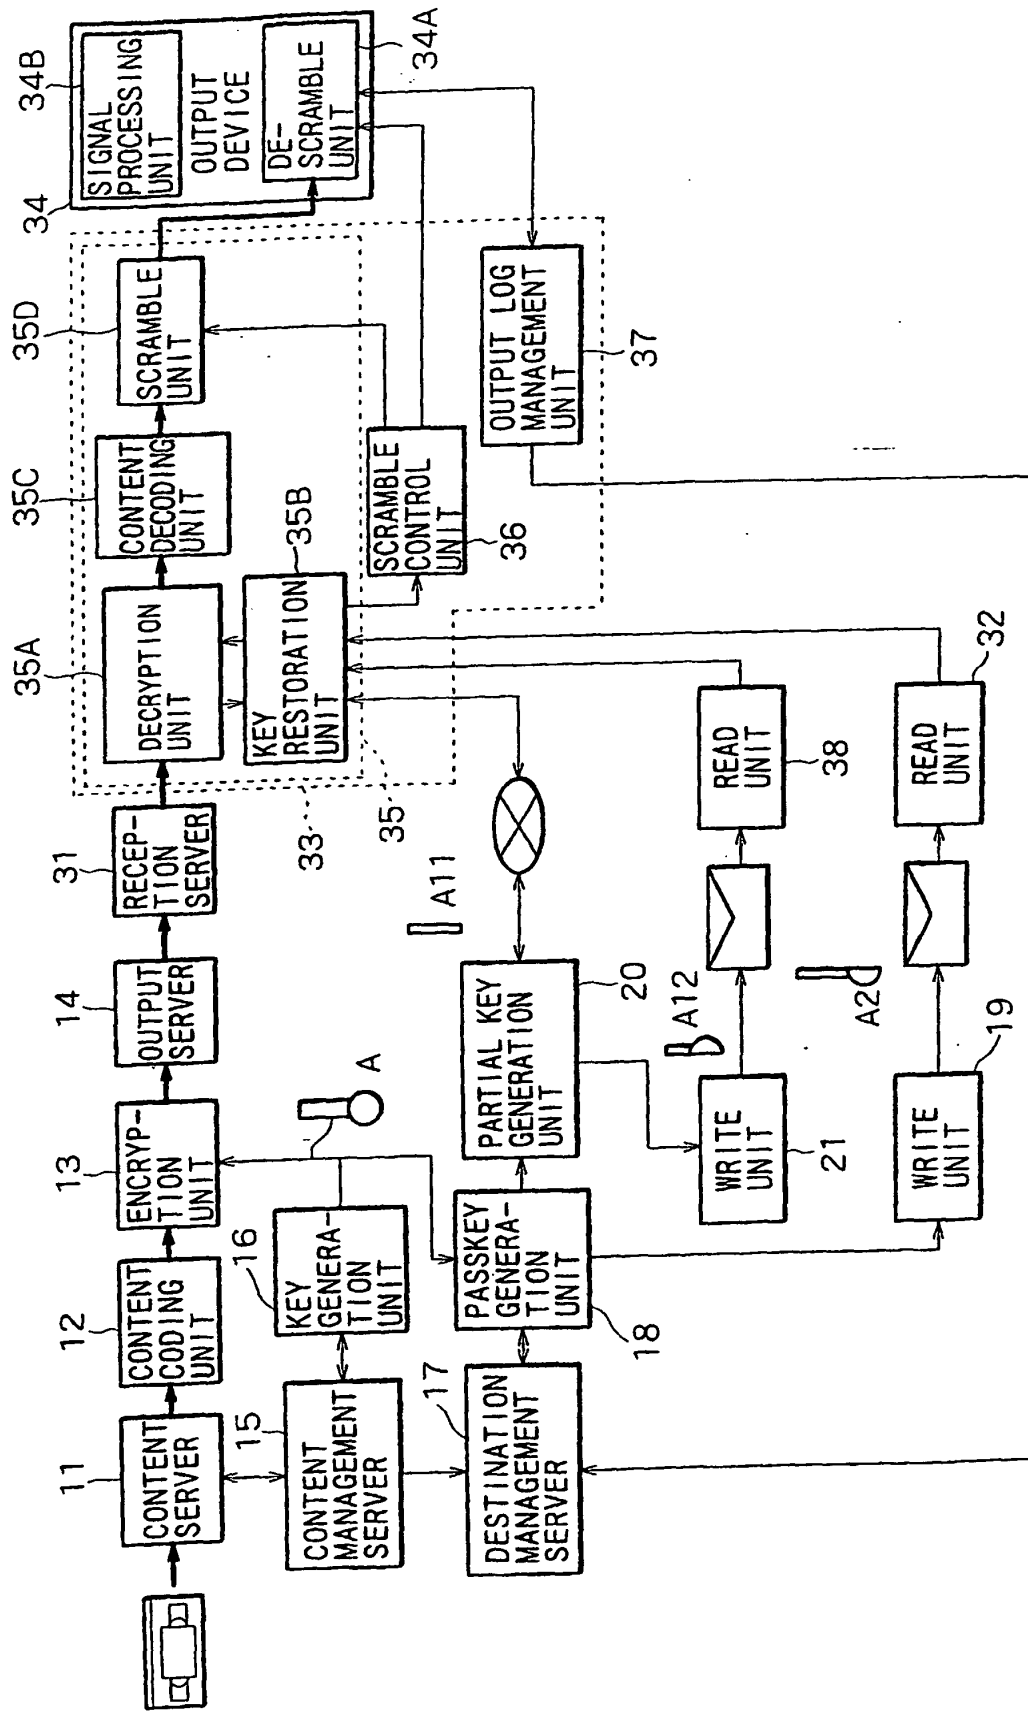 11
CONTENT
SERVER
12
CONTENT
CODING
UNIT
13
ENCRYP-
TION
UNIT
14
OUTPUT
SERVER
31
RECEP-
TION
SERVER
35A
DECRYPTION
UNIT
35C
CONTENT
DECODING
UNIT
35D
SCRAMBLE
UNIT
34
34B
SIGNAL
PROCESSING
UNIT
OUTPUT
DEVICE
DE-
SCRAMBLE
UNIT
34A
15
CONTENT
MANAGEMENT
SERVER
16
KEY
GENERA-
TION
UNIT
A
KEY
RESTORATION
UNIT
35B
33
35
SCRAMBLE
CONTROL
UNIT
36
OUTPUT LOG
MANAGEMENT
UNIT
37
17
DESTINATION
MANAGEMENT
SERVER
PASSKEY
GENERA-
TION
UNIT
18
PARTIAL KEY
GENERATION
UNIT
20
A11
WRITE
UNIT
21
A12
READ
UNIT
38
WRITE
UNIT
19
A2
READ
UNIT
32